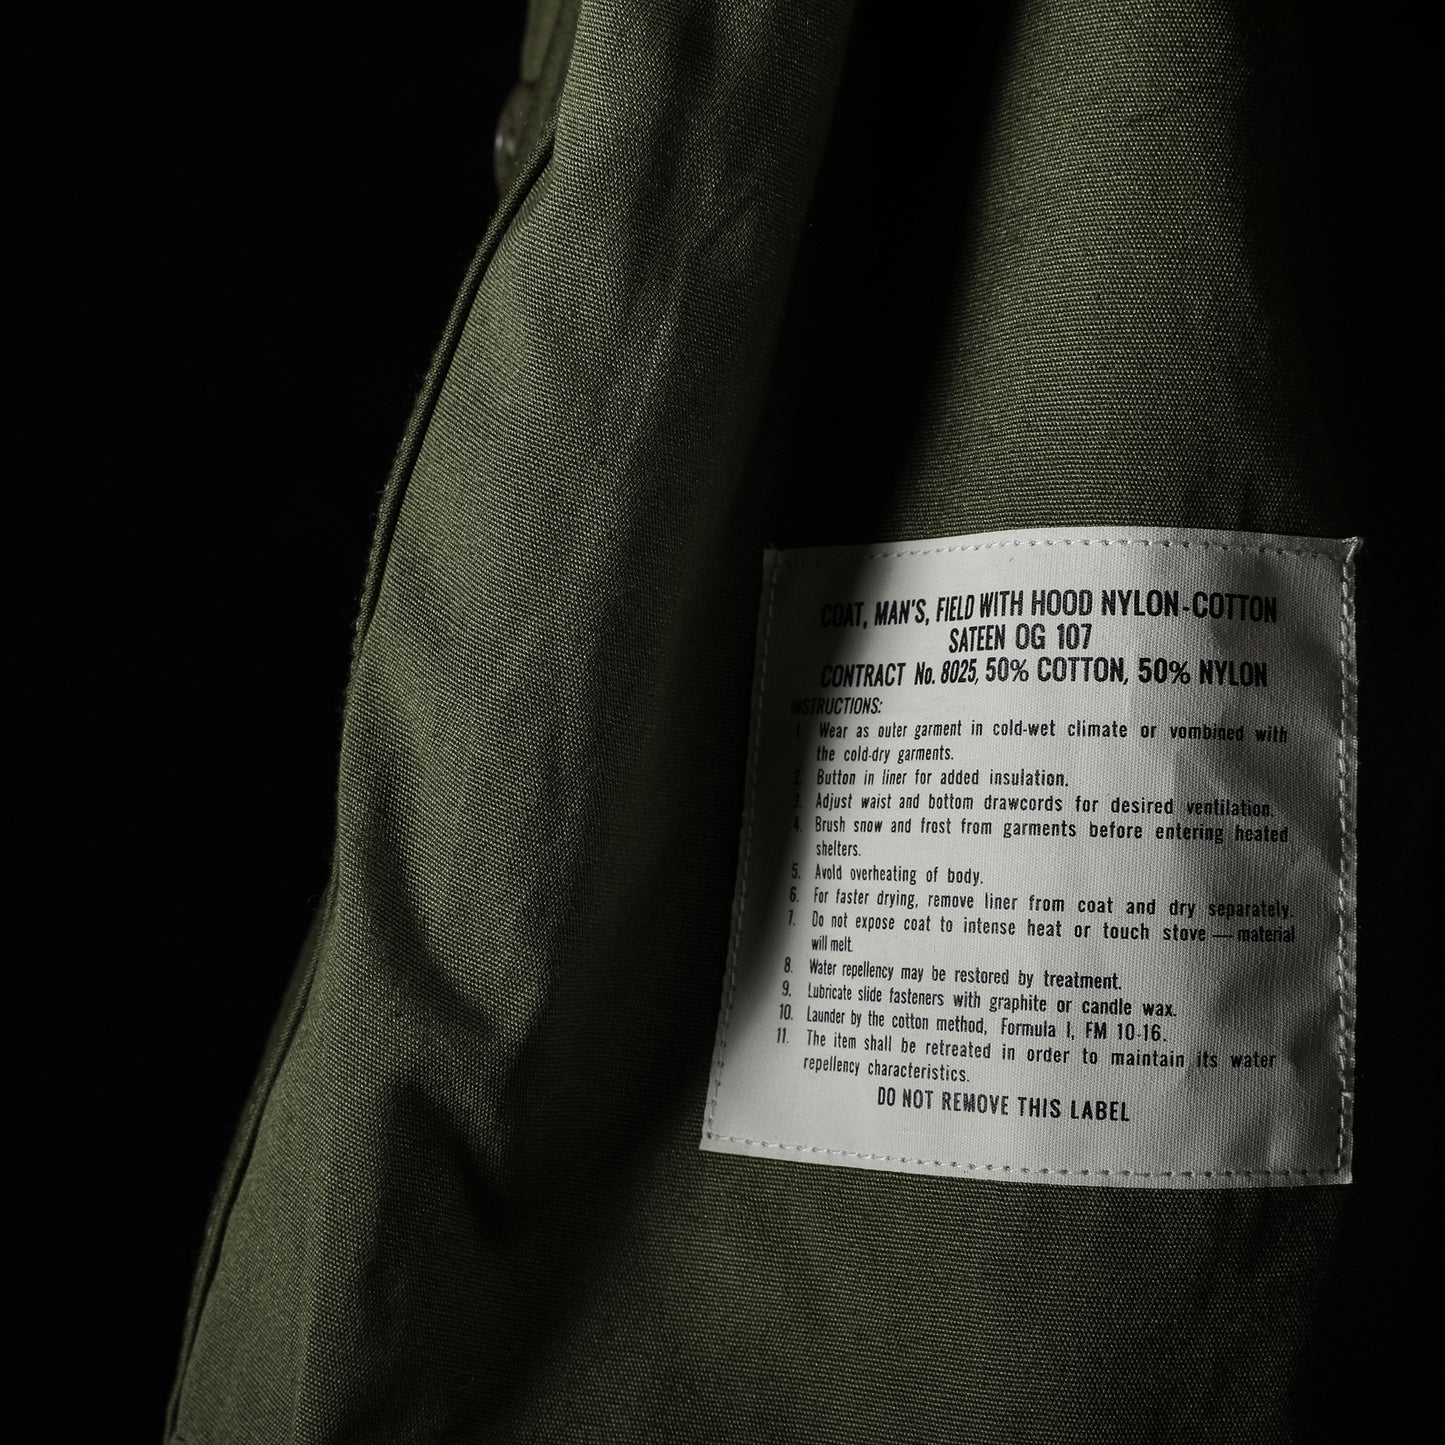 COAT, MAN'S, FIELD WITH HOOD NYLON-COTTON
SATEEN OG 107
CONTRACT No. 8025, 50% COTTON, 50% NYLON
INSTRUCTIONS:
1. Wear as outer garment in cold-wet climate or vombined with
the cold-dry garments.
2. Button in liner for added insulation.
3. Adjust waist and bottom drawcords for desired ventilation.
4. Brush snow and frost from garments before entering heated
shelters.
5. Avold overheating of body.
6. For faster drying, remove liner from coat and dry separately.
7. Do not expose coat to intense heat or touch stove — material
will melt.
8. Water repellency may be restored by treatment.
9. Lubricate slide fasteners with graphite or candle wax.
10. Launder by the cotton method, Formula I, FM 10-16.
11. The item shall be retreated in order to maintain its water
repellency characteristics.
DO NOT REMOVE THIS LABEL